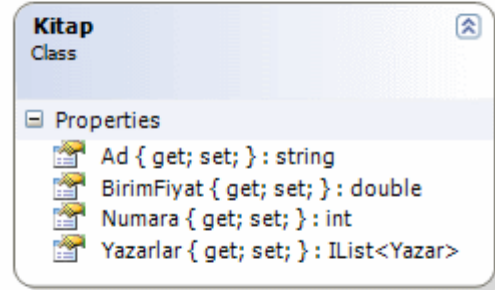 Kitap
Class
Properties
Ad { get; set; } : string
BirimFiyat { get; set; } : double
Numara { get; set; } : int
Yazarlar { get; set; } : IList<Yazar>